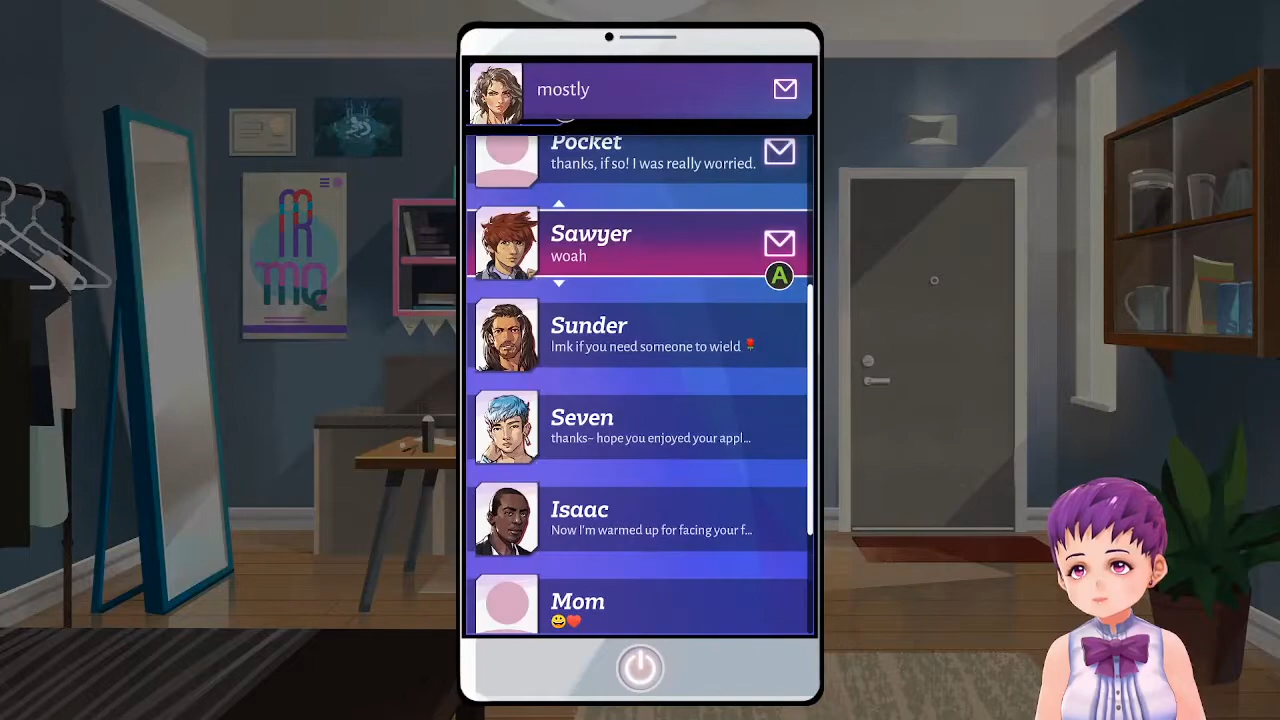 mostly
Pocket
thanks, if so! I was really worried.
Sawyer
woah
A
Sunder
lmk if you need someone to wield 🌹
Seven
thanks~ hope you enjoyed your appl...
Isaac
Now I'm warmed up for facing your f...
Mom
😀❤️